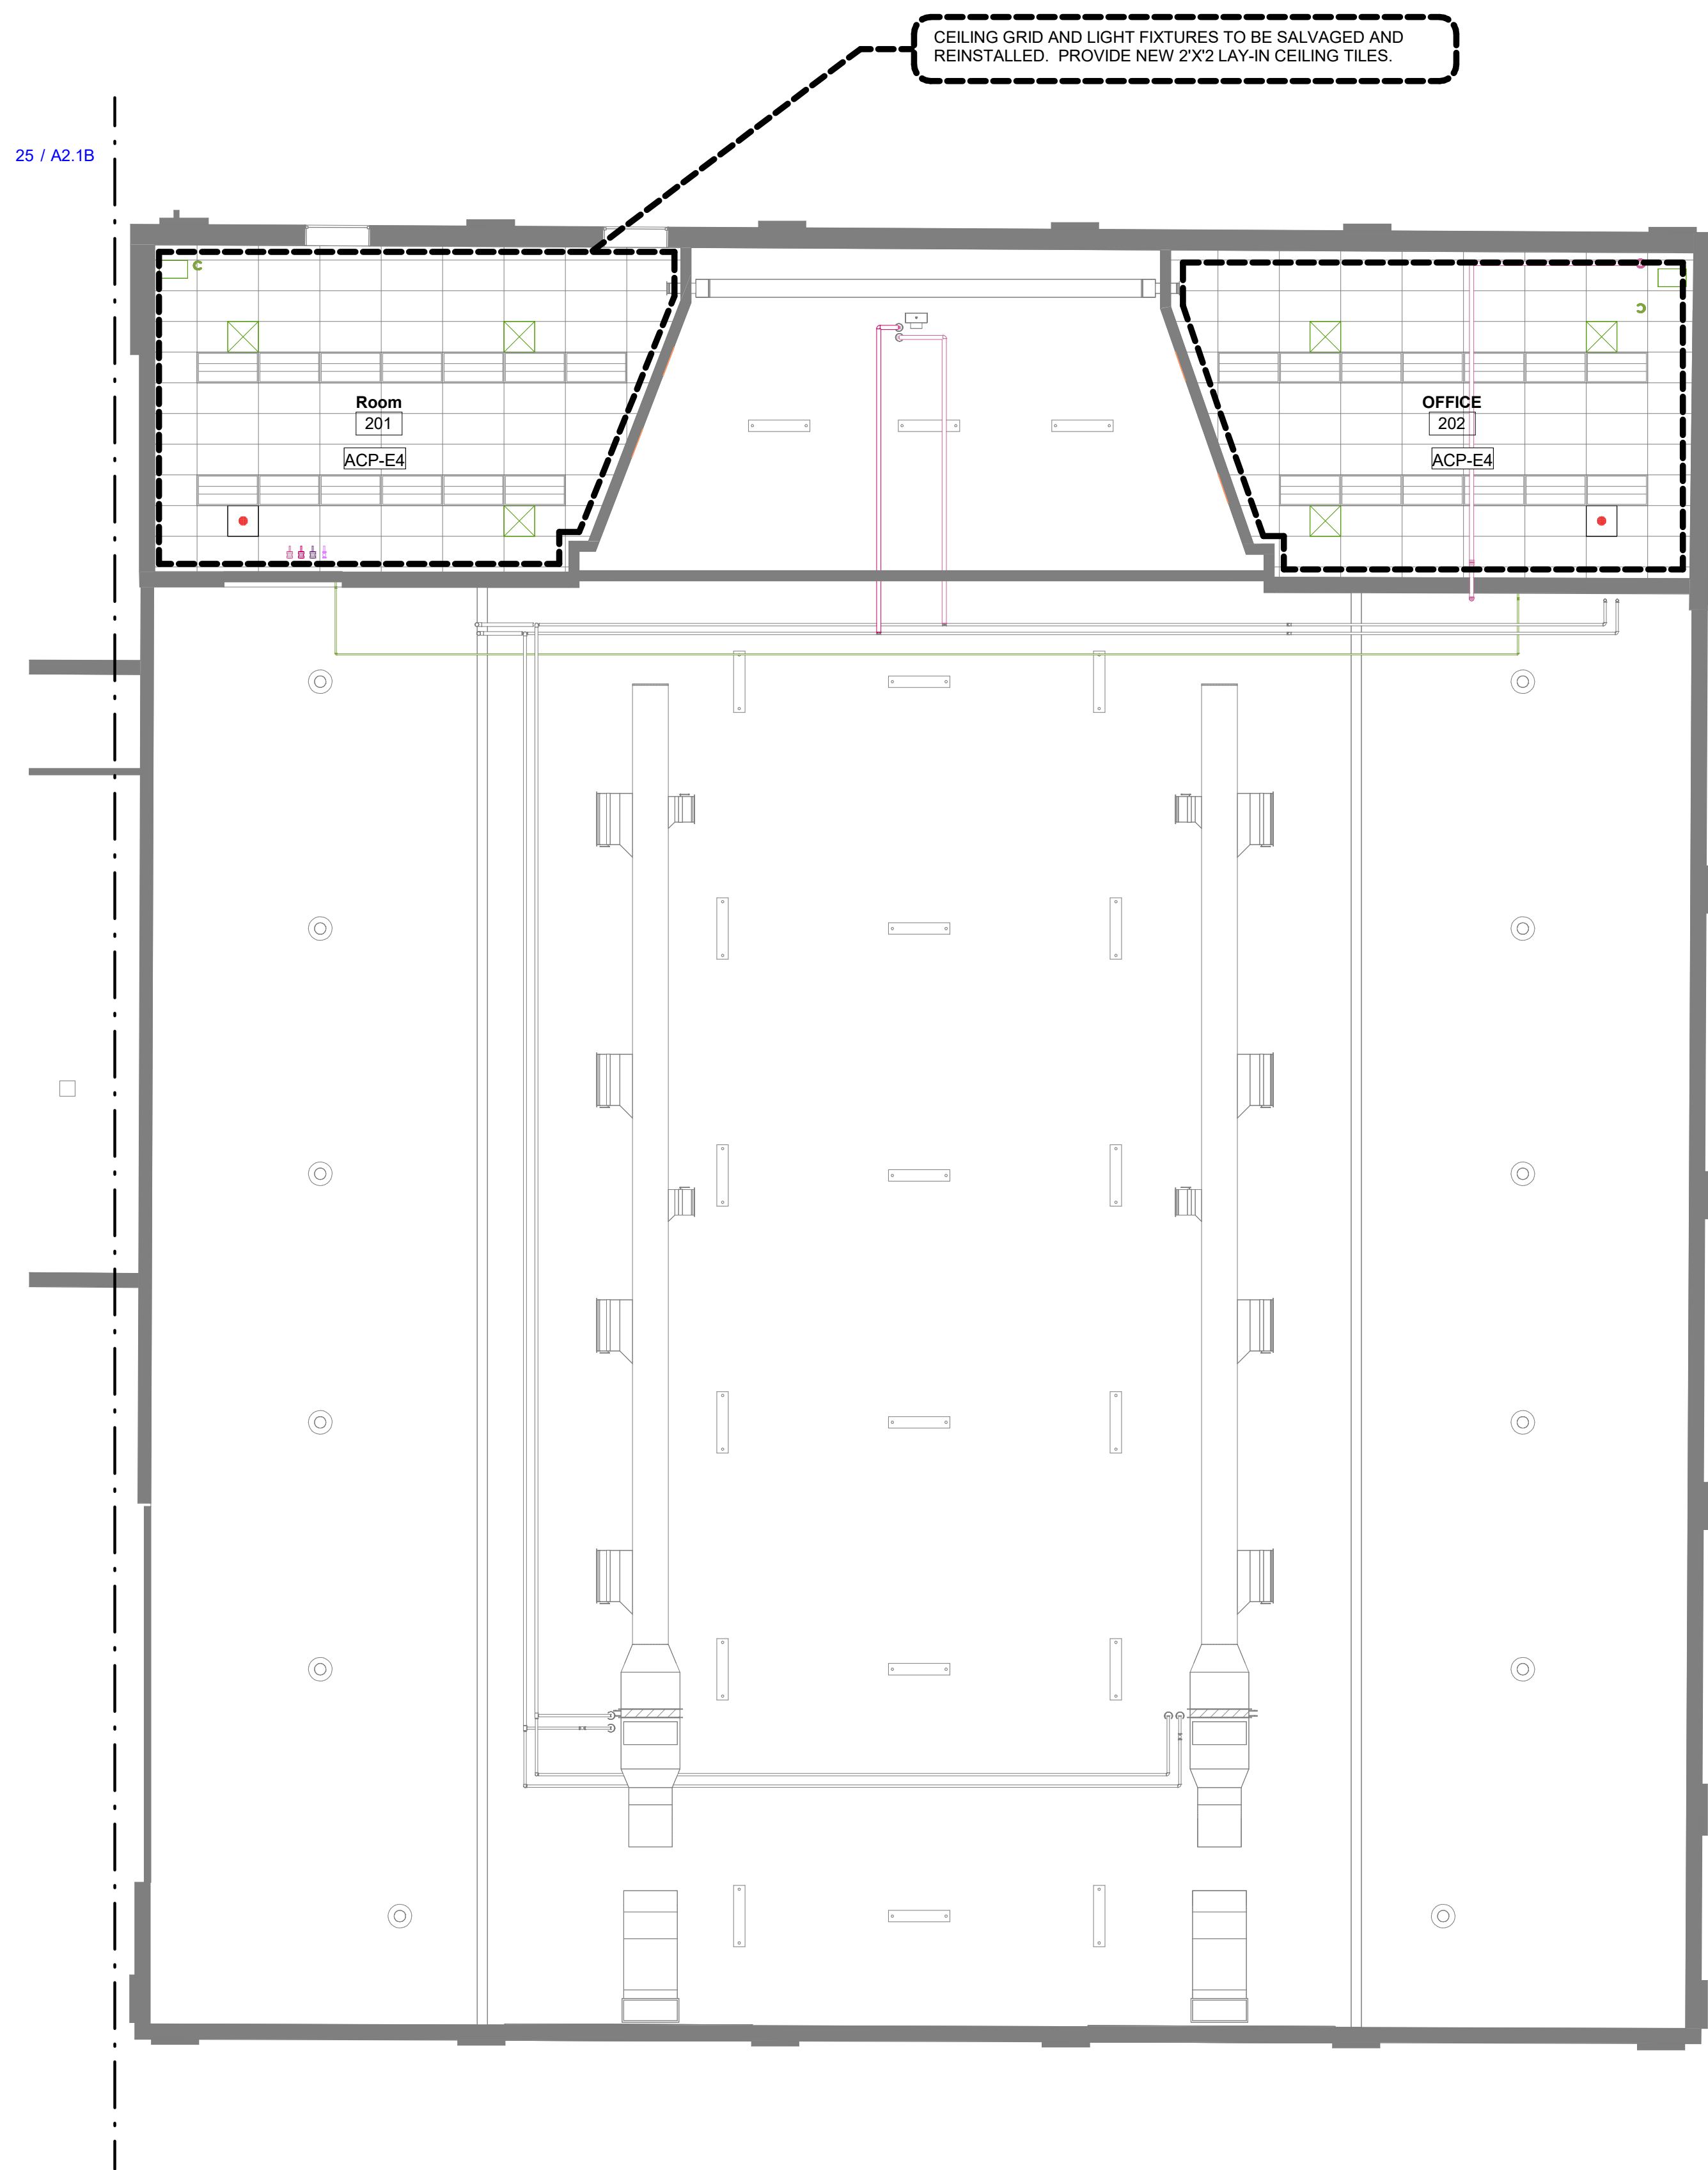 CEILING GRID AND LIGHT FIXTURES TO BE SALVAGED AND
REINSTALLED. PROVIDE NEW 2'X'2 LAY-IN CEILING TILES.
25 / A2.1B
Room
201
ACP-E4
OFFICE
202
ACP-E4